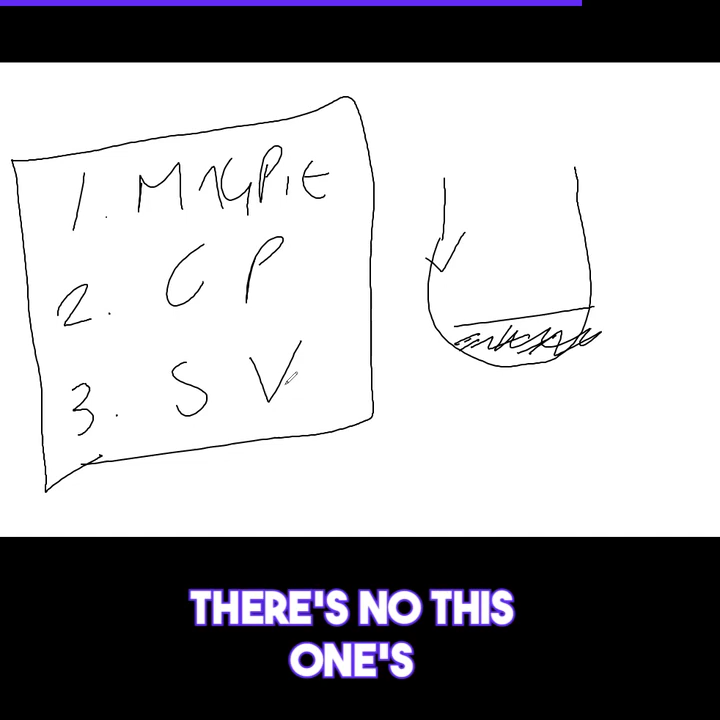 1. MAGPIE
2. CP
3. SV
THERE'S NO THIS
ONE'S